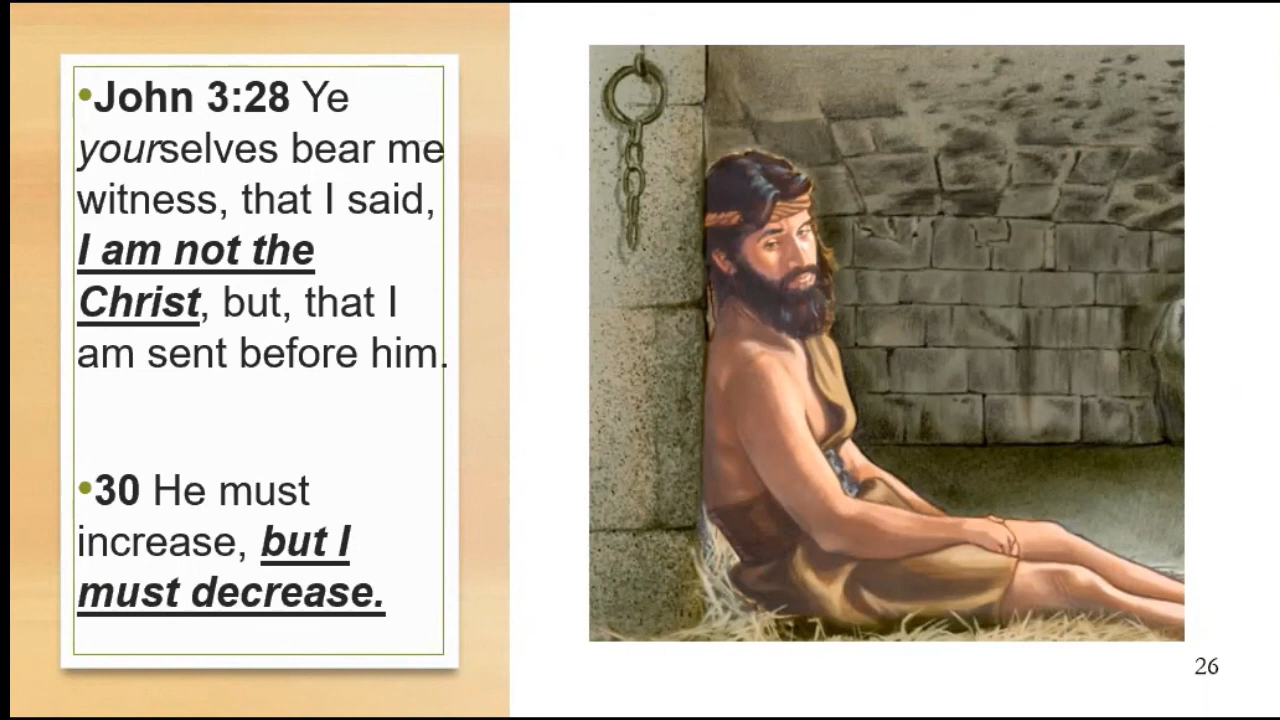 •John 3:28 Ye
yourselves bear me
witness, that I said,
I am not the
Christ, but, that I
am sent before him.
•30 He must
increase, but I
must decrease.
26